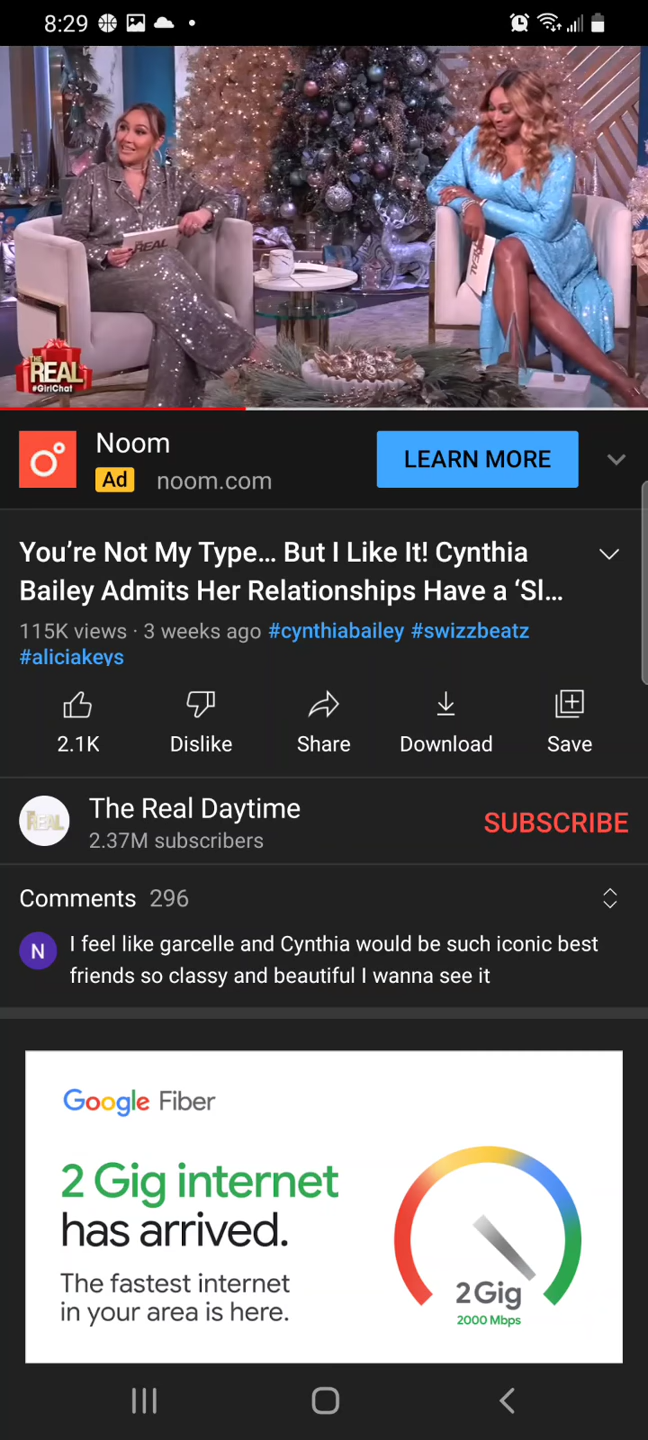 8:29
REAL
REAL
THE
REAL
#GirlChat
Noom
LEARN MORE
Ad noom.com
You’re Not My Type… But I Like It! Cynthia
Bailey Admits Her Relationships Have a ‘Sl…
115K views · 3 weeks ago #cynthiabailey #swizzbeatz
#aliciakeys
2.1K Dislike Share Download Save
The Real Daytime
2.37M subscribers
SUBSCRIBE
REAL
Comments 296
N
I feel like garcelle and Cynthia would be such iconic best
friends so classy and beautiful I wanna see it
Google Fiber
2 Gig internet
has arrived.
The fastest internet
in your area is here.
2 Gig
2000 Mbps